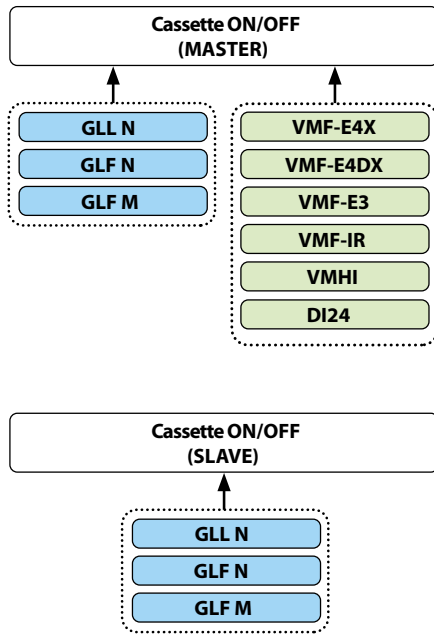 Cassette ON/OFF
(MASTER)
GLL N
GLF N
GLF M
VMF-E4X
VMF-E4DX
VMF-E3
VMF-IR
VMHI
DI24
Cassette ON/OFF
(SLAVE)
GLL N
GLF N
GLF M